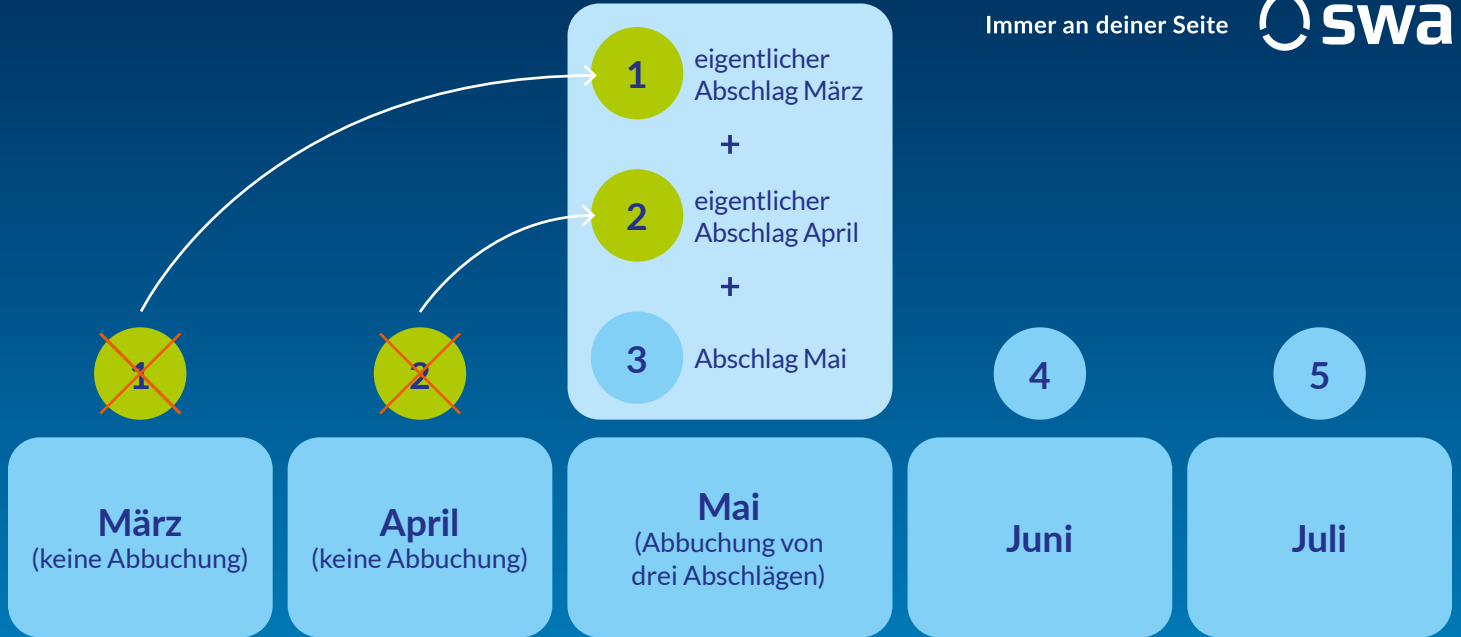 Immer an deiner Seite
swa
1
eigentlicher
Abschlag März
+
2
eigentlicher
Abschlag April
+
3
Abschlag Mai
1
2
4
5
März
(keine Abbuchung)
April
(keine Abbuchung)
Mai
(Abbuchung von
drei Abschlägen)
Juni
Juli